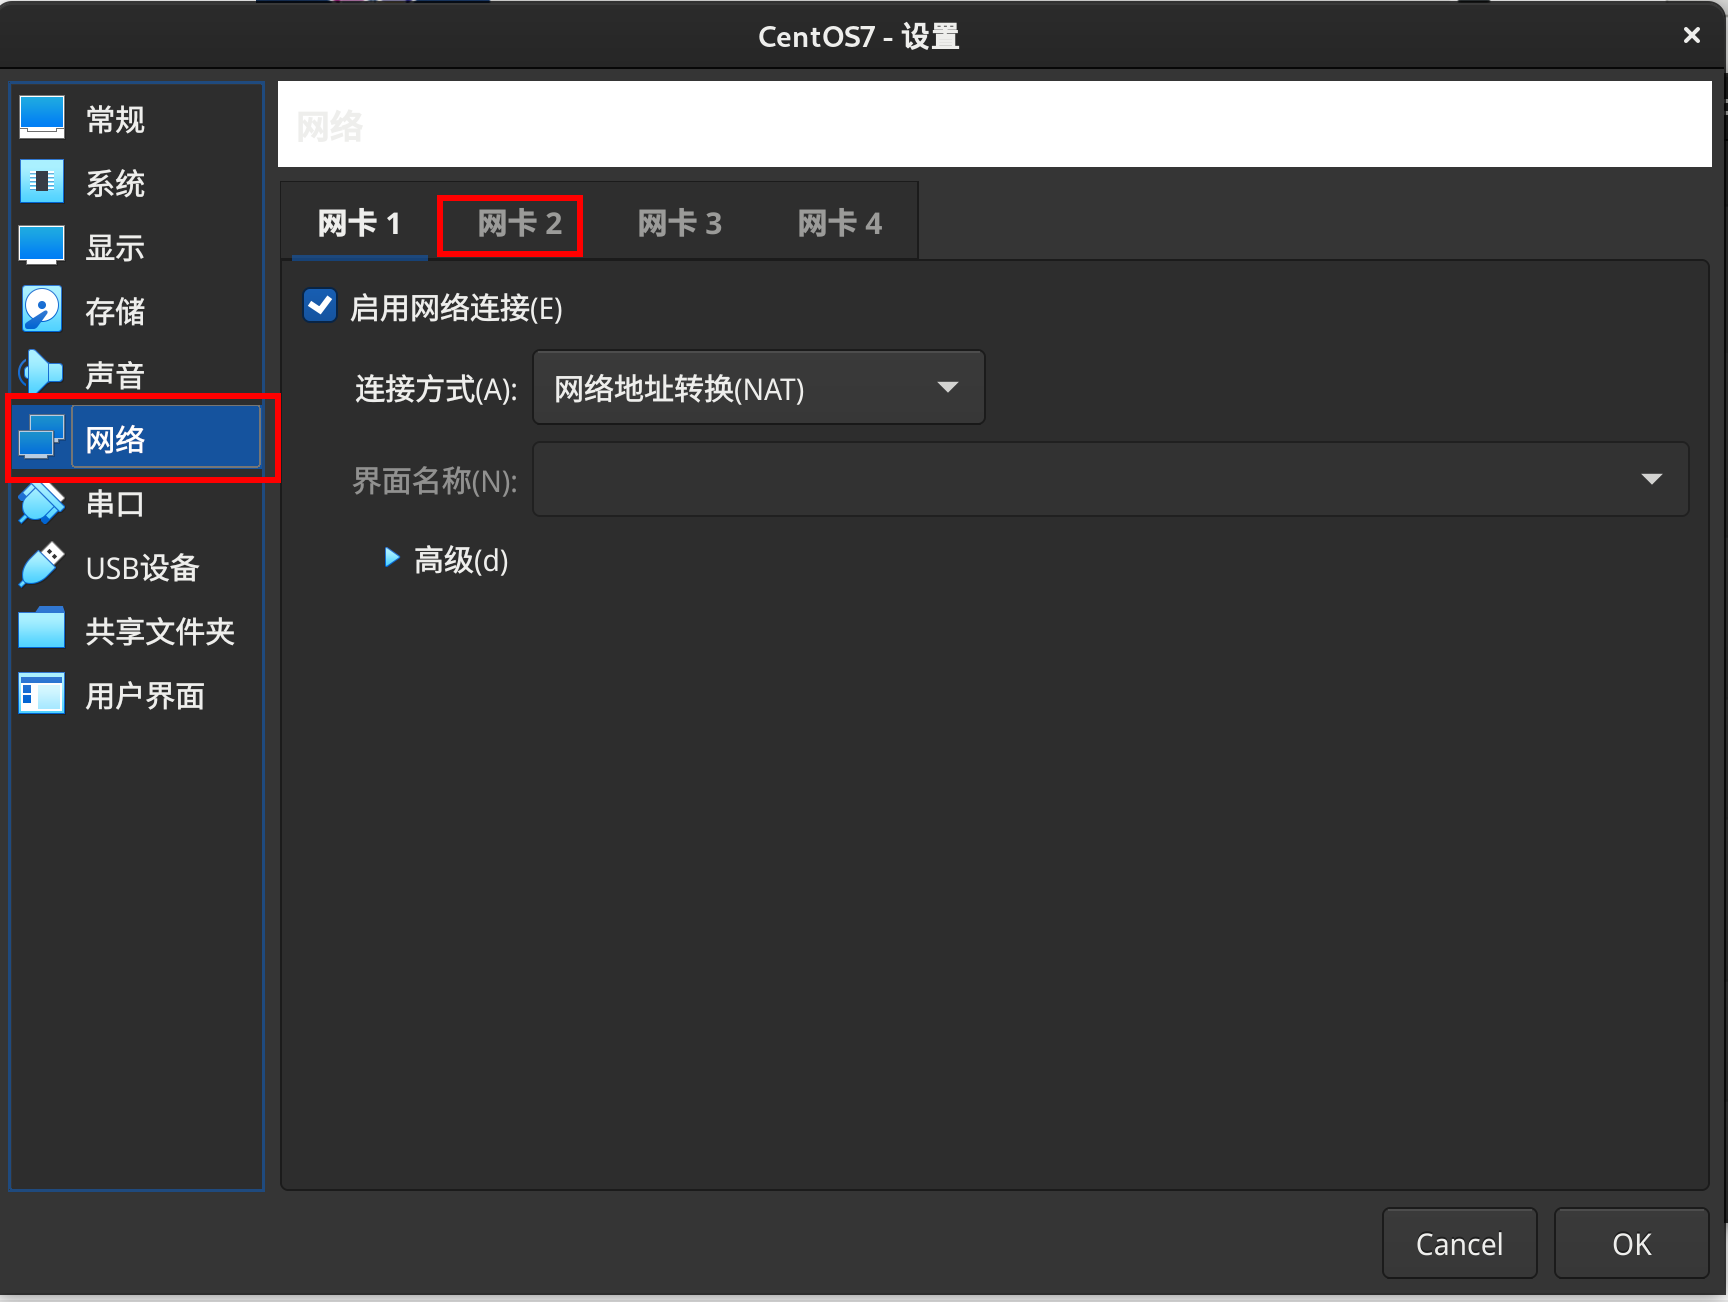 CentOS7 - 设置
常规
系统
显示
存储
声音
网络
串口
USB设备
共享文件夹
用户界面
网络
网卡 1
网卡 2
网卡 3
网卡 4
启用网络连接(E)
连接方式(A):
网络地址转换(NAT)
界面名称(N):
高级(d)
Cancel
OK